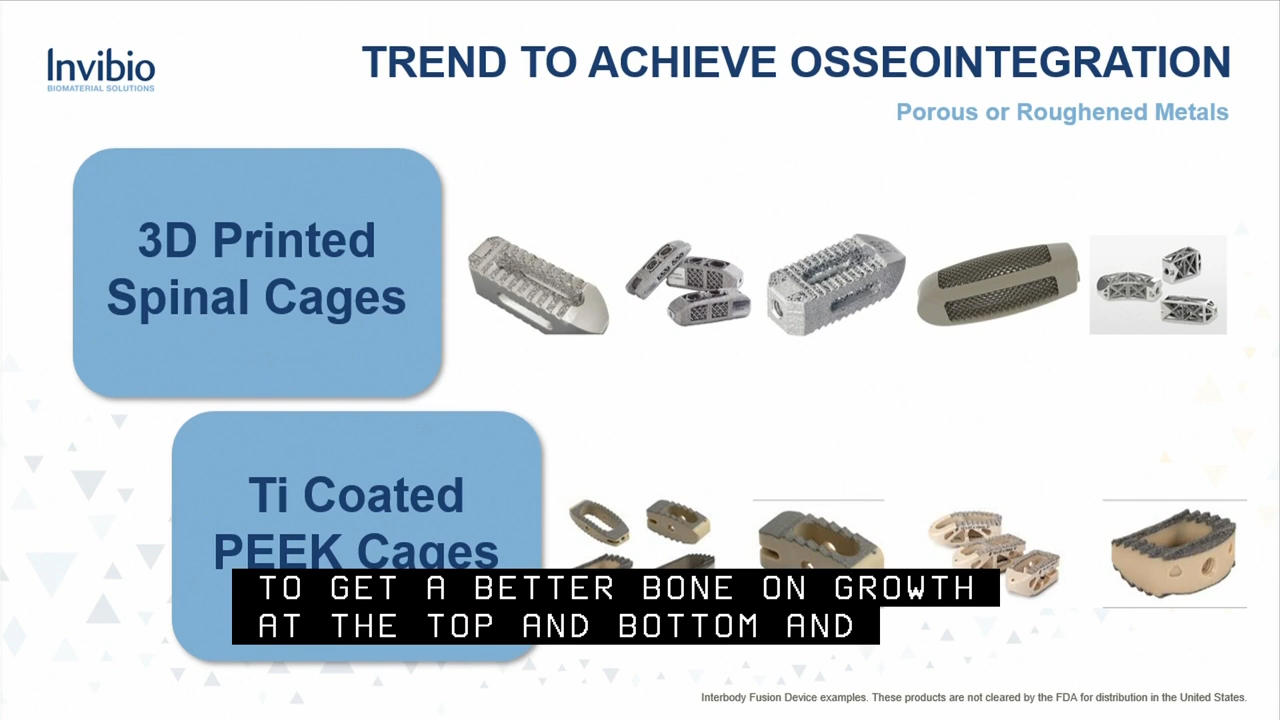 Invibio
BIOMATERIAL SOLUTIONS
TREND TO ACHIEVE OSSEOINTEGRATION
Porous or Roughened Metals
3D Printed
Spinal Cages
Ti Coated
PEEK Cages
TO GET A BETTER BONE ON GROWTH
AT THE TOP AND BOTTOM AND
Interbody Fusion Device examples. These products are not cleared by the FDA for distribution in the United States.